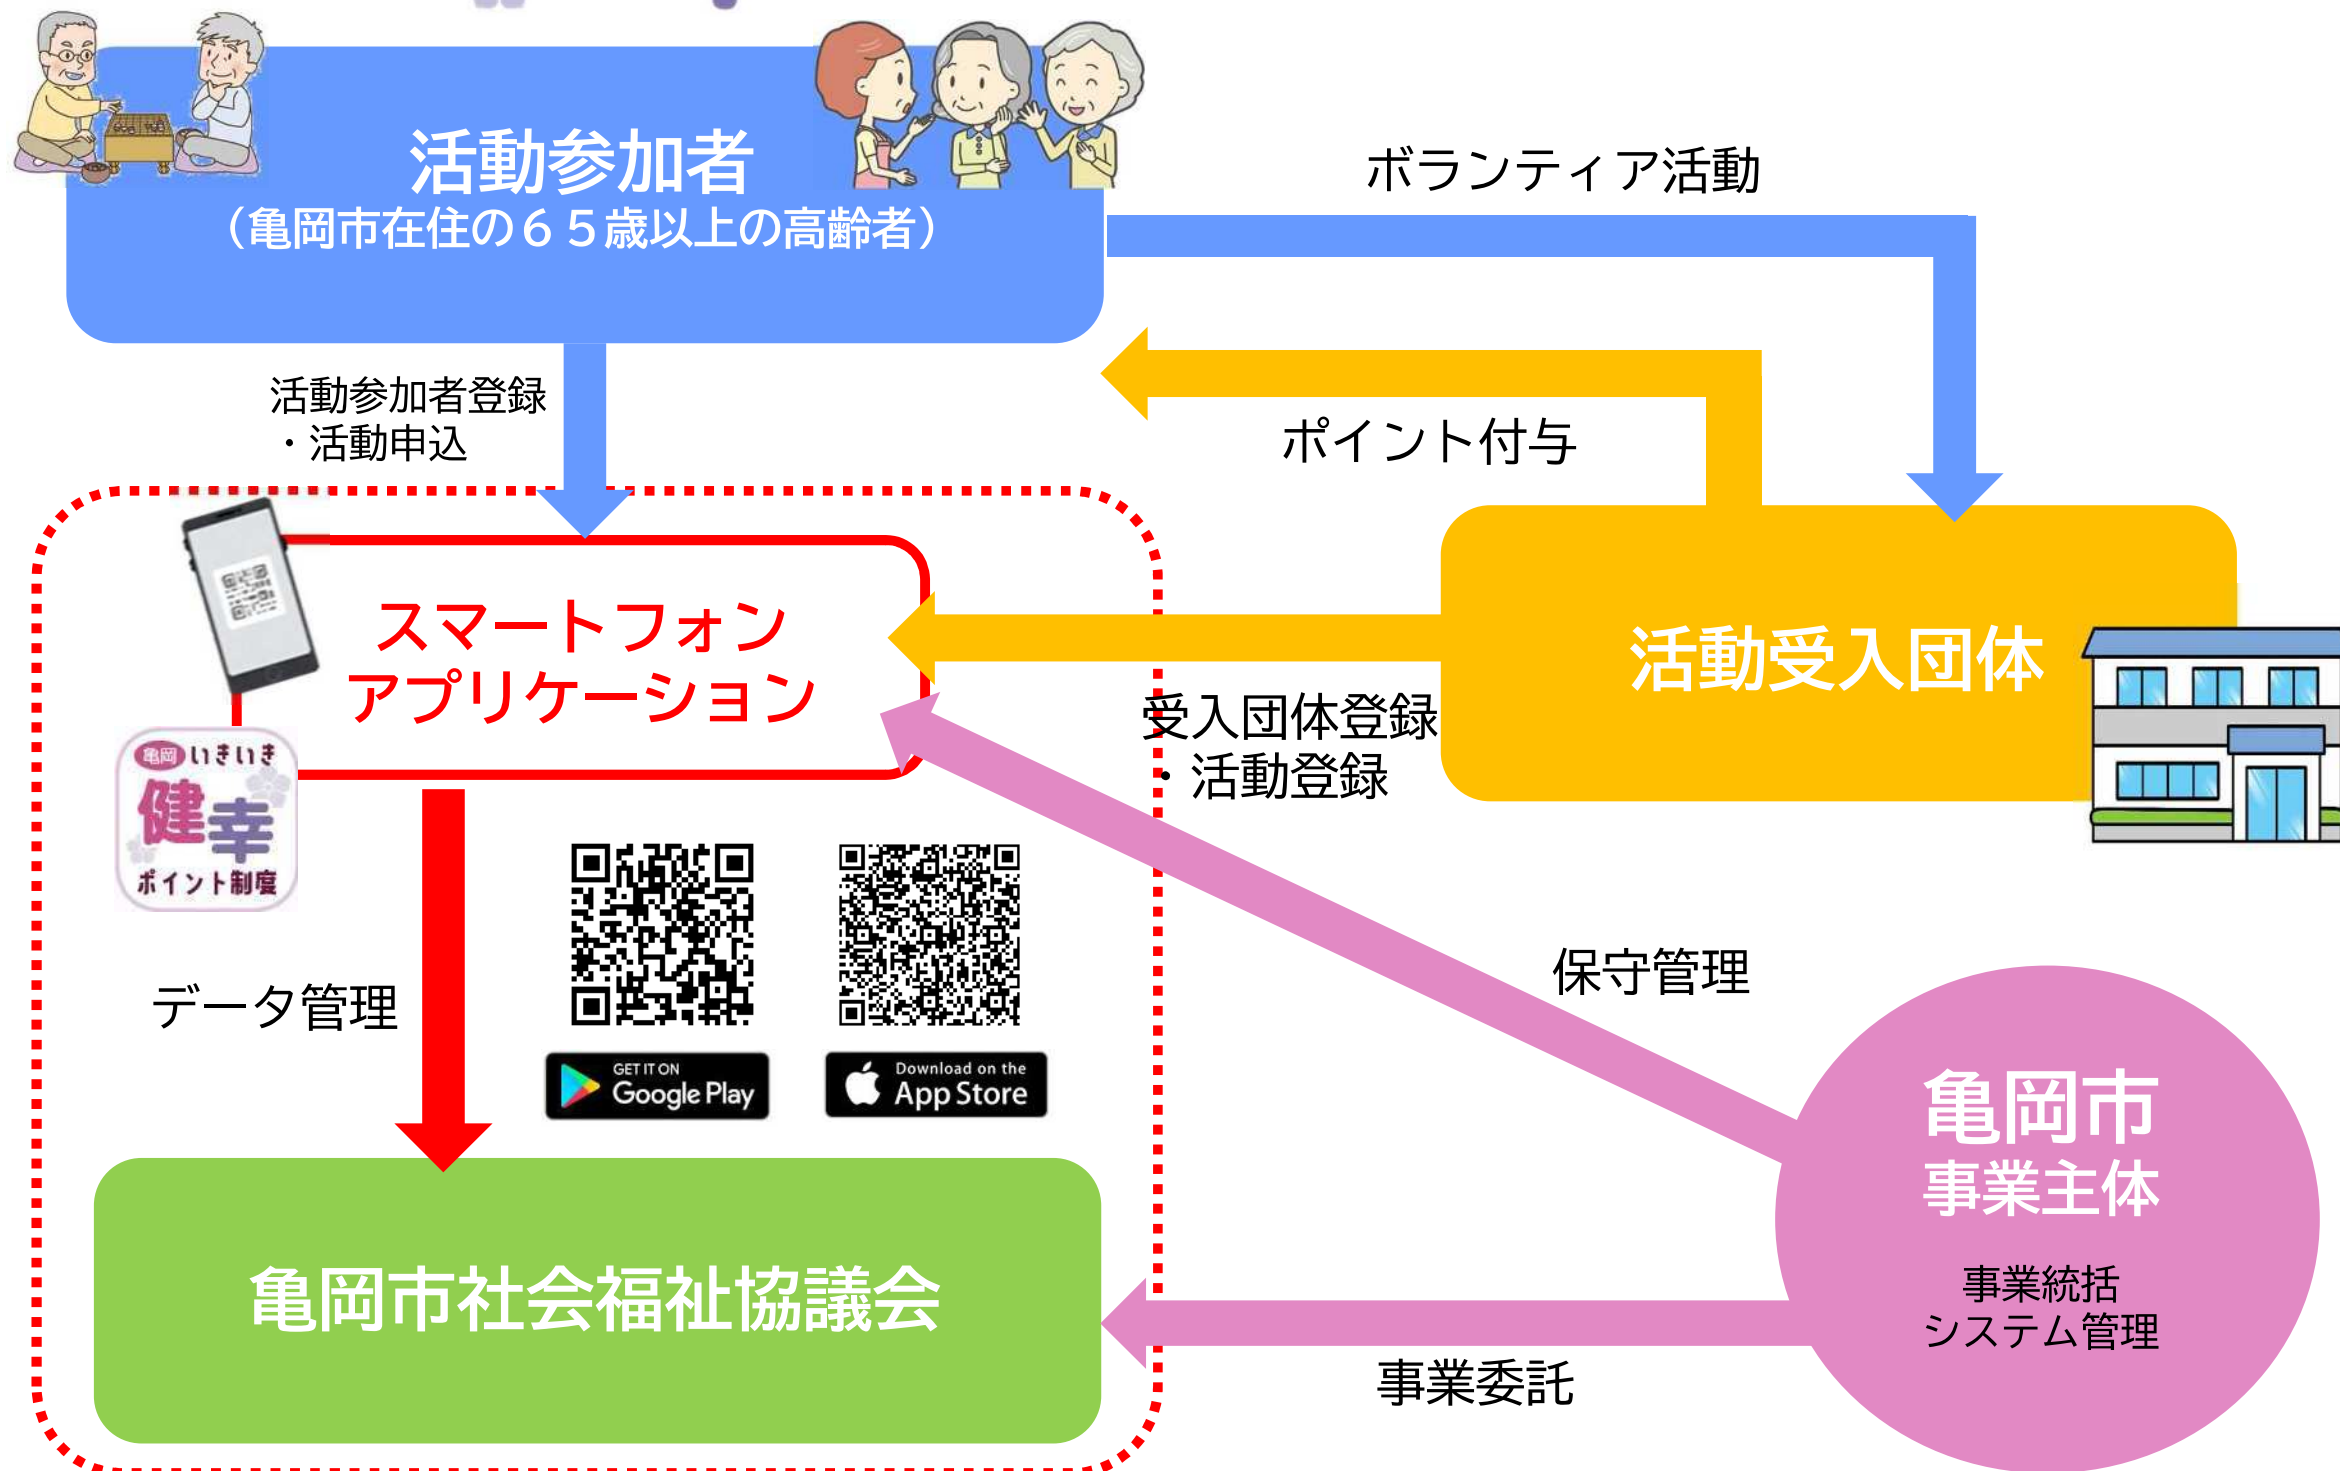 活動参加者
（亀岡市在住の６５歳以上の高齢者）
ボランティア活動
活動参加者登録
・活動申込
ポイント付与
スマートフォン
アプリケーション
活動受入団体
受入団体登録
・活動登録
亀岡 いきいき
健幸
ポイント制度
データ管理
GET IT ON
Google Play
Download on the
App Store
保守管理
亀岡市
事業主体
事業統括
システム管理
亀岡市社会福祉協議会
事業委託